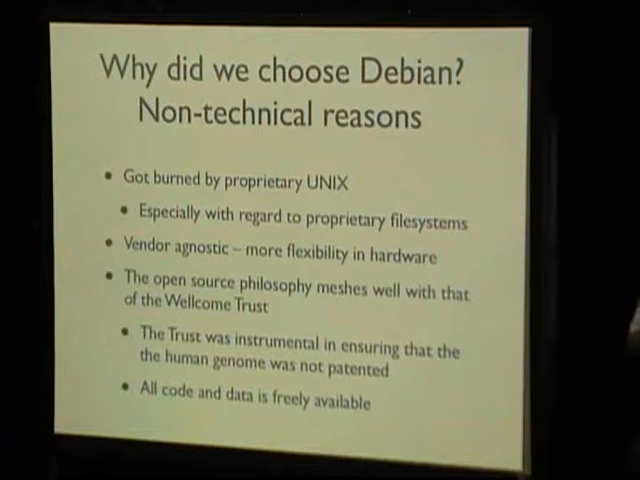 Why did we choose Debian?
Non-technical reasons
• Got burned by proprietary UNIX
• Especially with regard to proprietary filesystems
• Vendor agnostic – more flexibility in hardware
• The open source philosophy meshes well with that
of the Wellcome Trust
• The Trust was instrumental in ensuring that the
the human genome was not patented
• All code and data is freely available